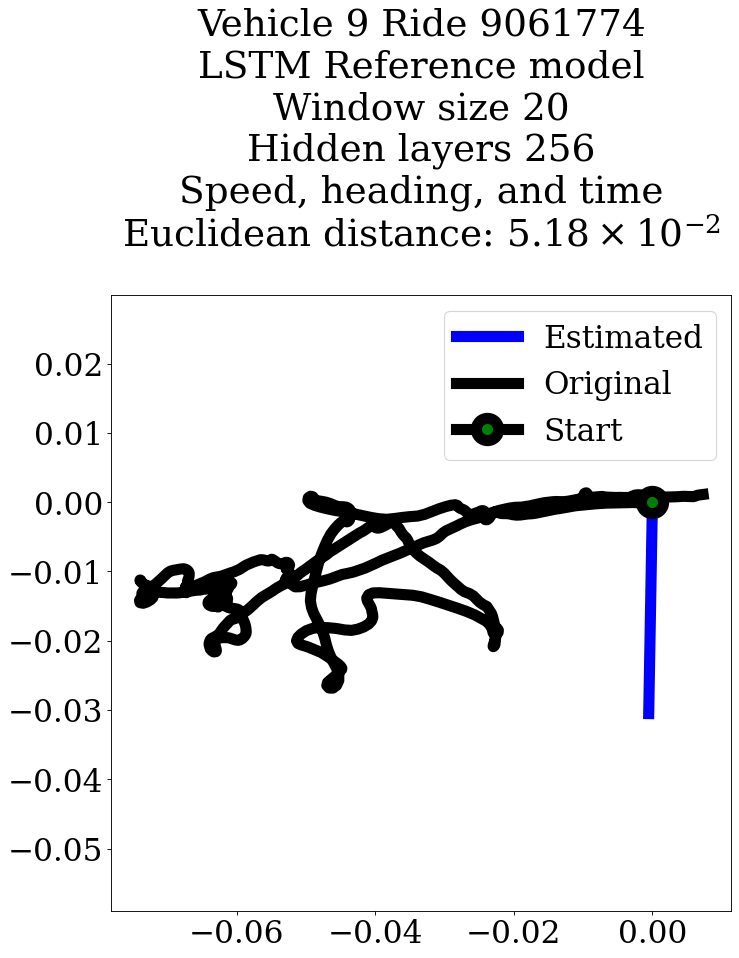 Vehicle 9 Ride 9061774
LSTM Reference model
Window size 20
Hidden layers 256
Speed, heading, and time
Euclidean distance: 5.18 × 10⁻²
Estimated
Original
Start
0.02
0.01
0.00
−0.01
−0.02
−0.03
−0.04
−0.05
−0.06 −0.04 −0.02 0.00